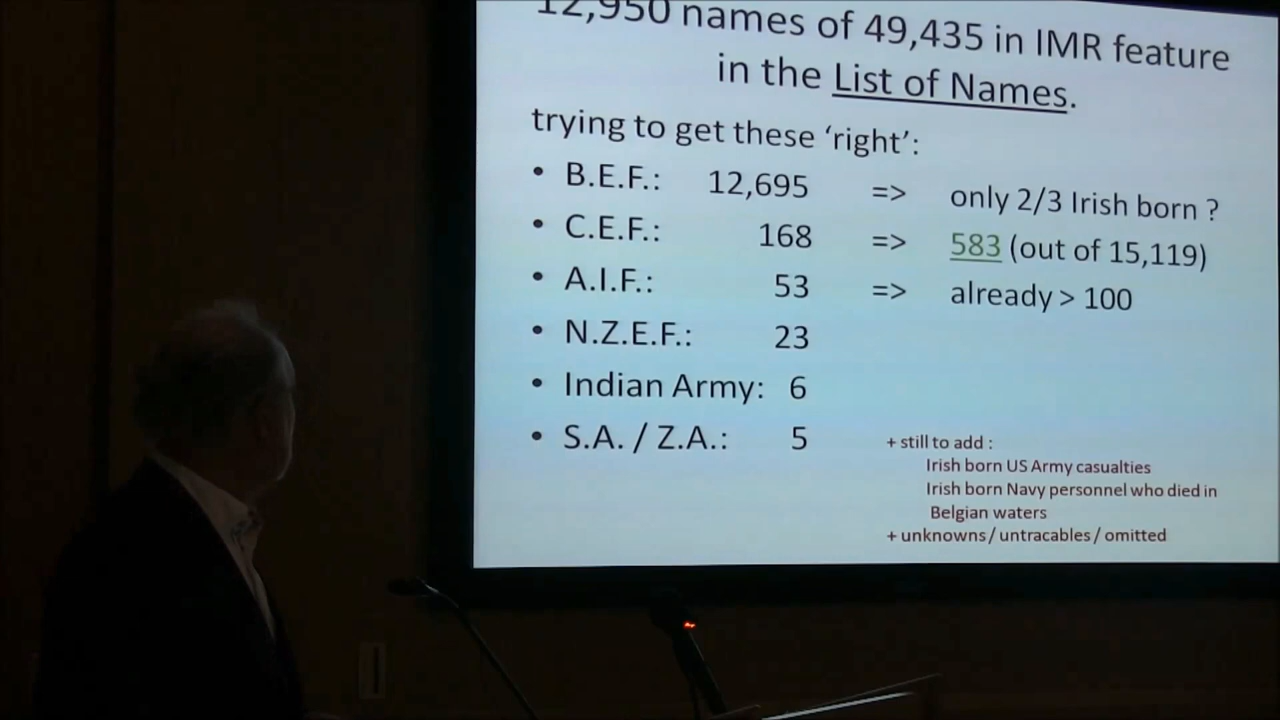 12,950 names of 49,435 in IMR feature
in the List of Names.
trying to get these ‘right’:
• B.E.F.: 12,695 => only 2/3 Irish born ?
• C.E.F.: 168 => 583 (out of 15,119)
• A.I.F.: 53 => already > 100
• N.Z.E.F.: 23
• Indian Army: 6
• S.A. / Z.A.: 5
+ still to add :
Irish born US Army casualties
Irish born Navy personnel who died in
Belgian waters
+ unknowns / untracables / omitted